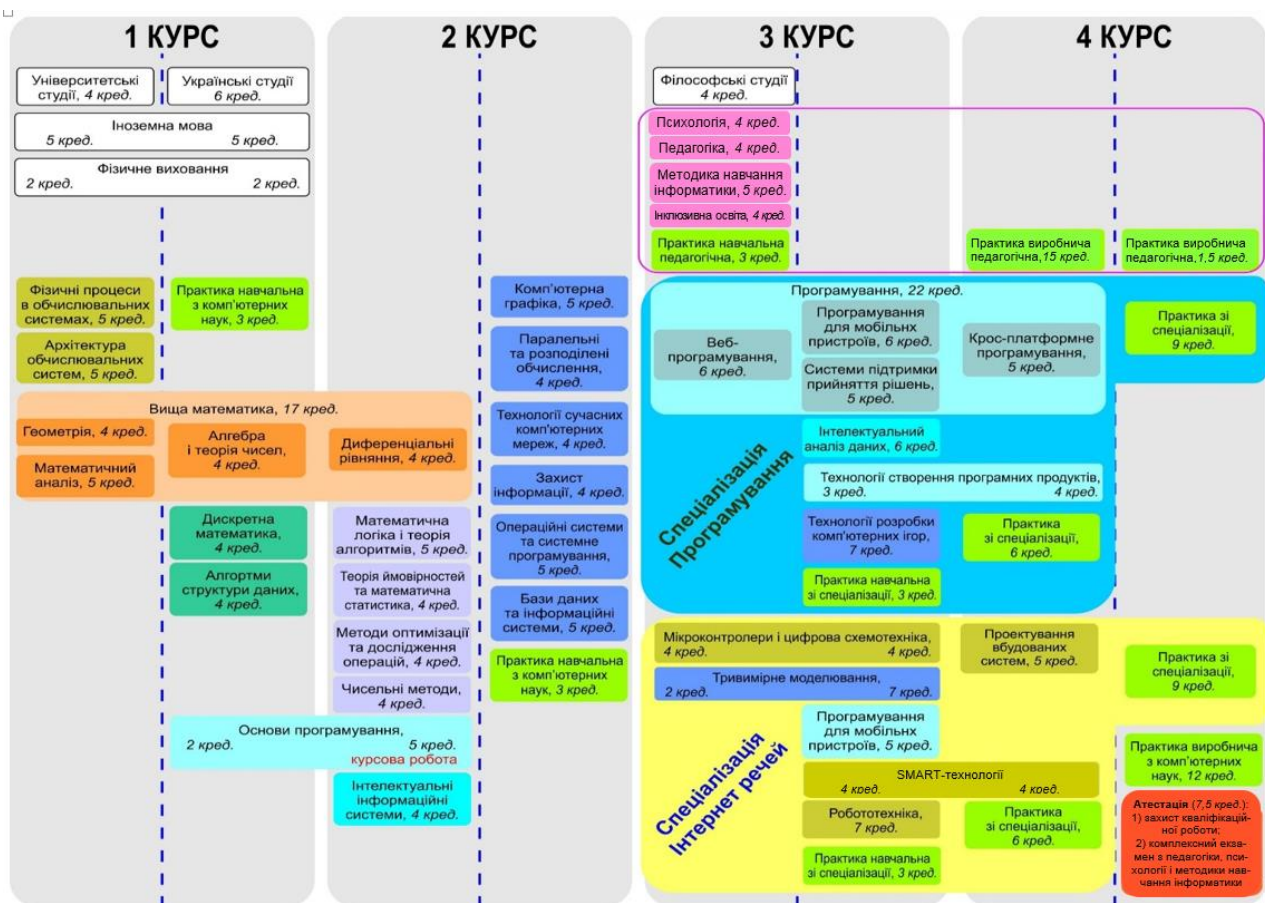 1 КУРС
2 КУРС
3 КУРС
4 КУРС
Університетські
студії, 4 кред.
Українські студії
6 кред.
Іноземна мова
5 кред. 5 кред.
Фізичне виховання
2 кред. 2 кред.
Фізичні процеси
в обчислювальних
системах, 5 кред.
Архітектура
обчислювальних
систем, 5 кред.
Практика навчальна
з комп'ютерних
наук, 3 кред.
Вища математика, 17 кред.
Геометрія, 4 кред.
Математичний
аналіз, 5 кред.
Алгебра
і теорія чисел,
4 кред.
Диференціальні
рівняння, 4 кред.
Дискретна
математика,
4 кред.
Алгортми
структури даних,
4 кред.
Математична
логіка і теорія
алгоритмів, 5 кред.
Теорія ймовірностей
та математична
статистика, 4 кред.
Методи оптимізації
та дослідження
операцій, 4 кред.
Чисельні методи,
4 кред.
Основи програмування,
2 кред. 5 кред.
курсова робота
Інтелектуальні
інформаційні
системи, 4 кред.
Комп'ютерна
графіка, 5 кред.
Паралельні
та розподілені
обчислення,
4 кред.
Технології сучасних
комп'ютерних
мереж, 4 кред.
Захист
інформації, 4 кред.
Операційні системи
та системне
програмування,
5 кред.
Бази даних
та інформаційні
системи, 5 кред.
Практика навчальна
з комп'ютерних
наук, 3 кред.
Філософські студії
4 кред.
Психологія, 4 кред.
Педагогіка, 4 кред.
Методика навчання
інформатики, 5 кред.
Інклюзивна освіта, 4 кред.
Практика навчальна
педагогічна, 3 кред.
Практика виробнича
педагогічна,15 кред.
Практика виробнича
педагогічна,1,5 кред.
Програмування, 22 кред.
Веб-
програмування,
6 кред.
Програмування
для мобільнх
пристроїв, 6 кред.
Системи підтримки
прийняття рішень,
5 кред.
Крос-платформне
програмування,
5 кред.
Практика зі
спеціалізації,
9 кред.
Спеціалізація
Програмування
Інтелектуальний
аналіз даних, 6 кред.
Технології створення програмних продуктів,
3 кред. 4 кред.
Технології розробки
комп'ютерних ігор,
7 кред.
Практика
зі спеціалізації,
6 кред.
Практика навчальна
зі спеціалізації, 3 кред.
Мікроконтролери і цифрова схемотехніка,
4 кред. 4 кред.
Проектування
вбудованих
систем, 5 кред.
Практика зі
спеціалізації,
9 кред.
Тривимірне моделювання,
2 кред. 7 кред.
Програмування
для мобільних
пристроїв, 5 кред.
Спеціалізація
Інтернет речей
SMART-технології
4 кред. 4 кред.
Робототехніка,
7 кред.
Практика
зі спеціалізації,
6 кред.
Практика навчальна
зі спеціалізації, 3 кред.
Практика виробнича
з комп'ютерних
наук, 12 кред.
Атестація (7,5 кред.):
1) захист кваліфікацій-
ної роботи;
2) комплексний екза-
мен з педагогіки, пси-
хології і методики нав-
чання інформатики